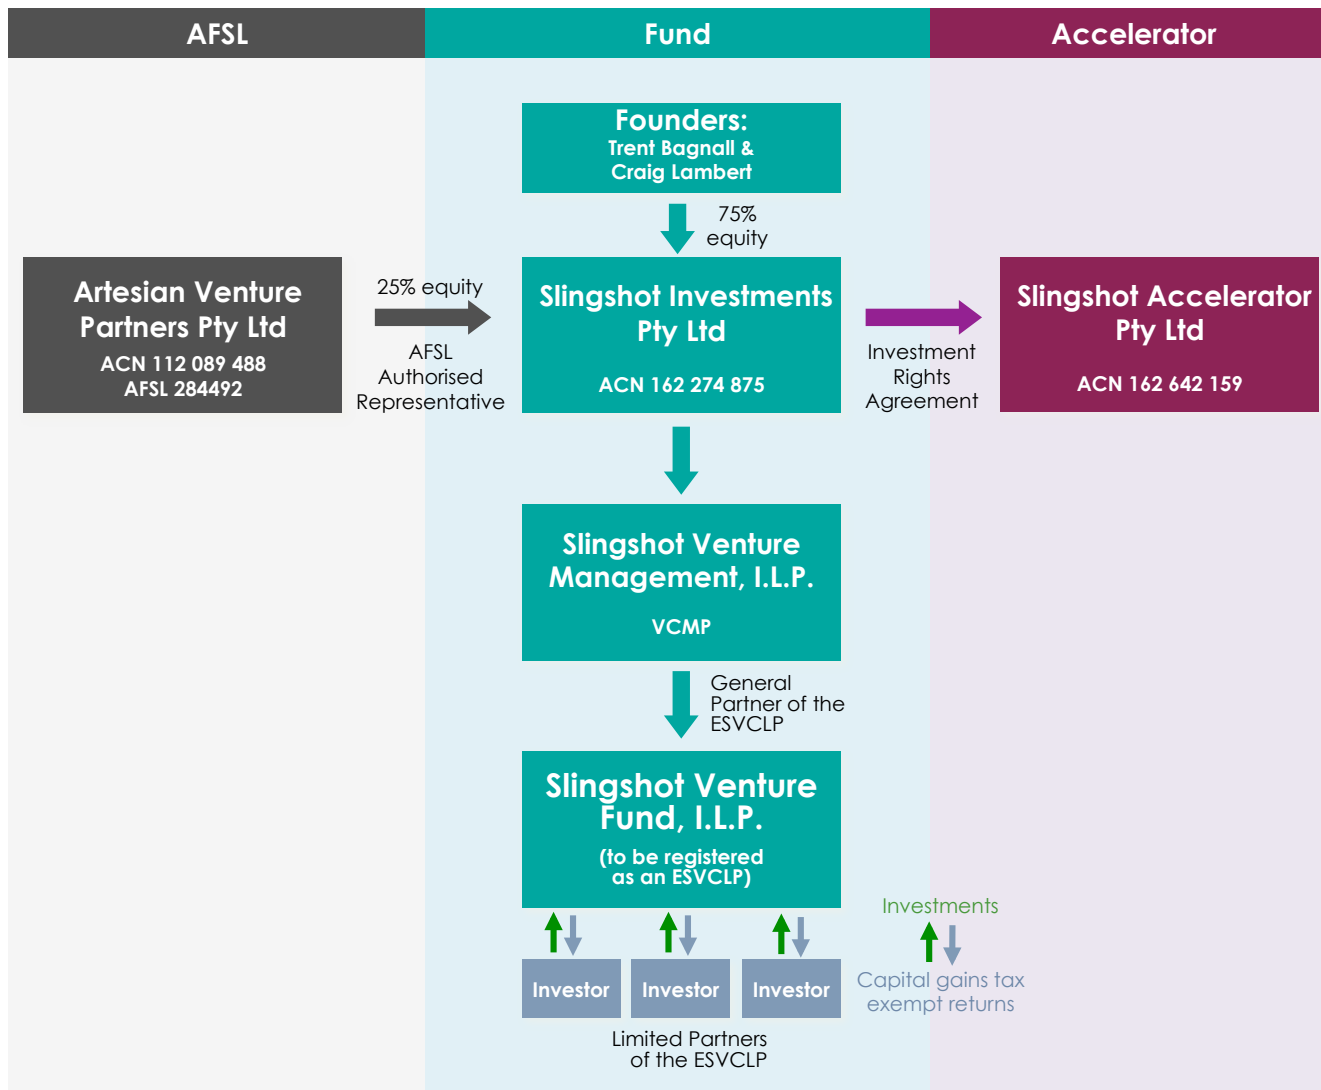 AFSL
Fund
Accelerator
Founders:
Trent Bagnall &
Craig Lambert
75%
equity
Artesian Venture
Partners Pty Ltd
ACN 112 089 488
AFSL 284492
25% equity
AFSL
Authorised
Representative
Slingshot Investments
Pty Ltd
ACN 162 274 875
Investment
Rights
Agreement
Slingshot Accelerator
Pty Ltd
ACN 162 642 159
Slingshot Venture
Management, I.L.P.
VCMP
General
Partner of the
ESVCLP
Slingshot Venture
Fund, I.L.P.
(to be registered
as an ESVCLP)
Investor
Investor
Investor
Limited Partners
of the ESVCLP
Investments
Capital gains tax
exempt returns